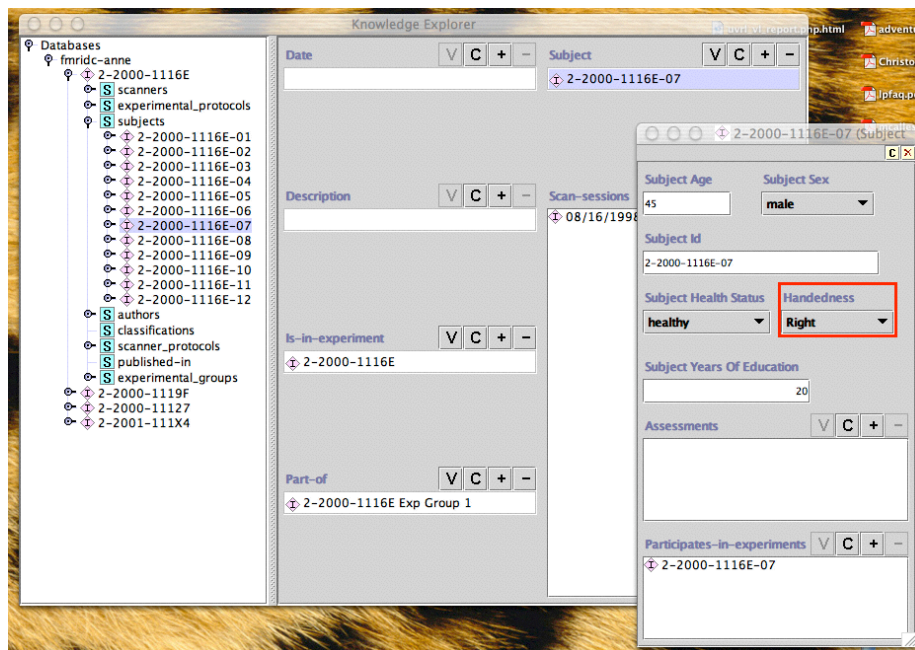 Knowledge Explorer
avrl_vl_report.php.html
adventu
Christo
ipfaq.p
Databases
fmridc-anne
2-2000-1116E
S scanners
S experimental_protocols
S subjects
2-2000-1116E-01
2-2000-1116E-02
2-2000-1116E-03
2-2000-1116E-04
2-2000-1116E-05
2-2000-1116E-06
2-2000-1116E-07
2-2000-1116E-08
2-2000-1116E-09
2-2000-1116E-10
2-2000-1116E-11
2-2000-1116E-12
S authors
S classifications
S scanner_protocols
S published-in
S experimental_groups
2-2000-1119F
2-2000-11127
2-2001-111X4
Date V C + -
Description V C + -
Is-in-experiment V C + -
2-2000-1116E
Part-of V C + -
2-2000-1116E Exp Group 1
Subject V C + -
2-2000-1116E-07
Scan-sessions
08/16/1998
2-2000-1116E-07 (Subject
C
Subject Age Subject Sex
45 male
Subject Id
2-2000-1116E-07
Subject Health Status Handedness
healthy Right
Subject Years Of Education
20
Assessments V C + -
Participates-in-experiments V C + -
2-2000-1116E-07